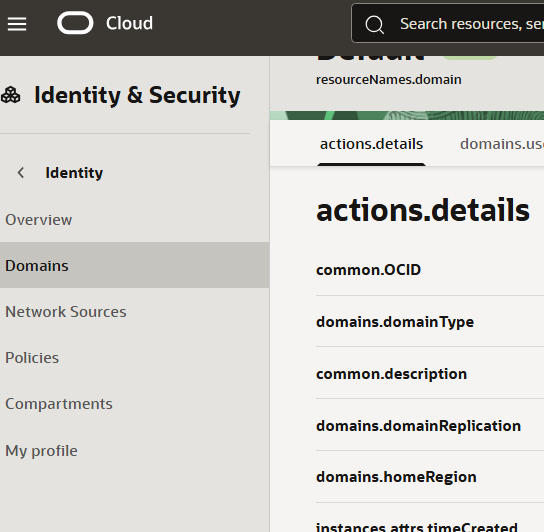 Cloud
Search resources, se
Identity & Security
Identity
Overview
Domains
Network Sources
Policies
Compartments
My profile
Default
resourceNames.domain
actions.details
domains.us
actions.details
common.OCID
domains.domainType
common.description
domains.domainReplication
domains.homeRegion
instances.attrs.timeCreated